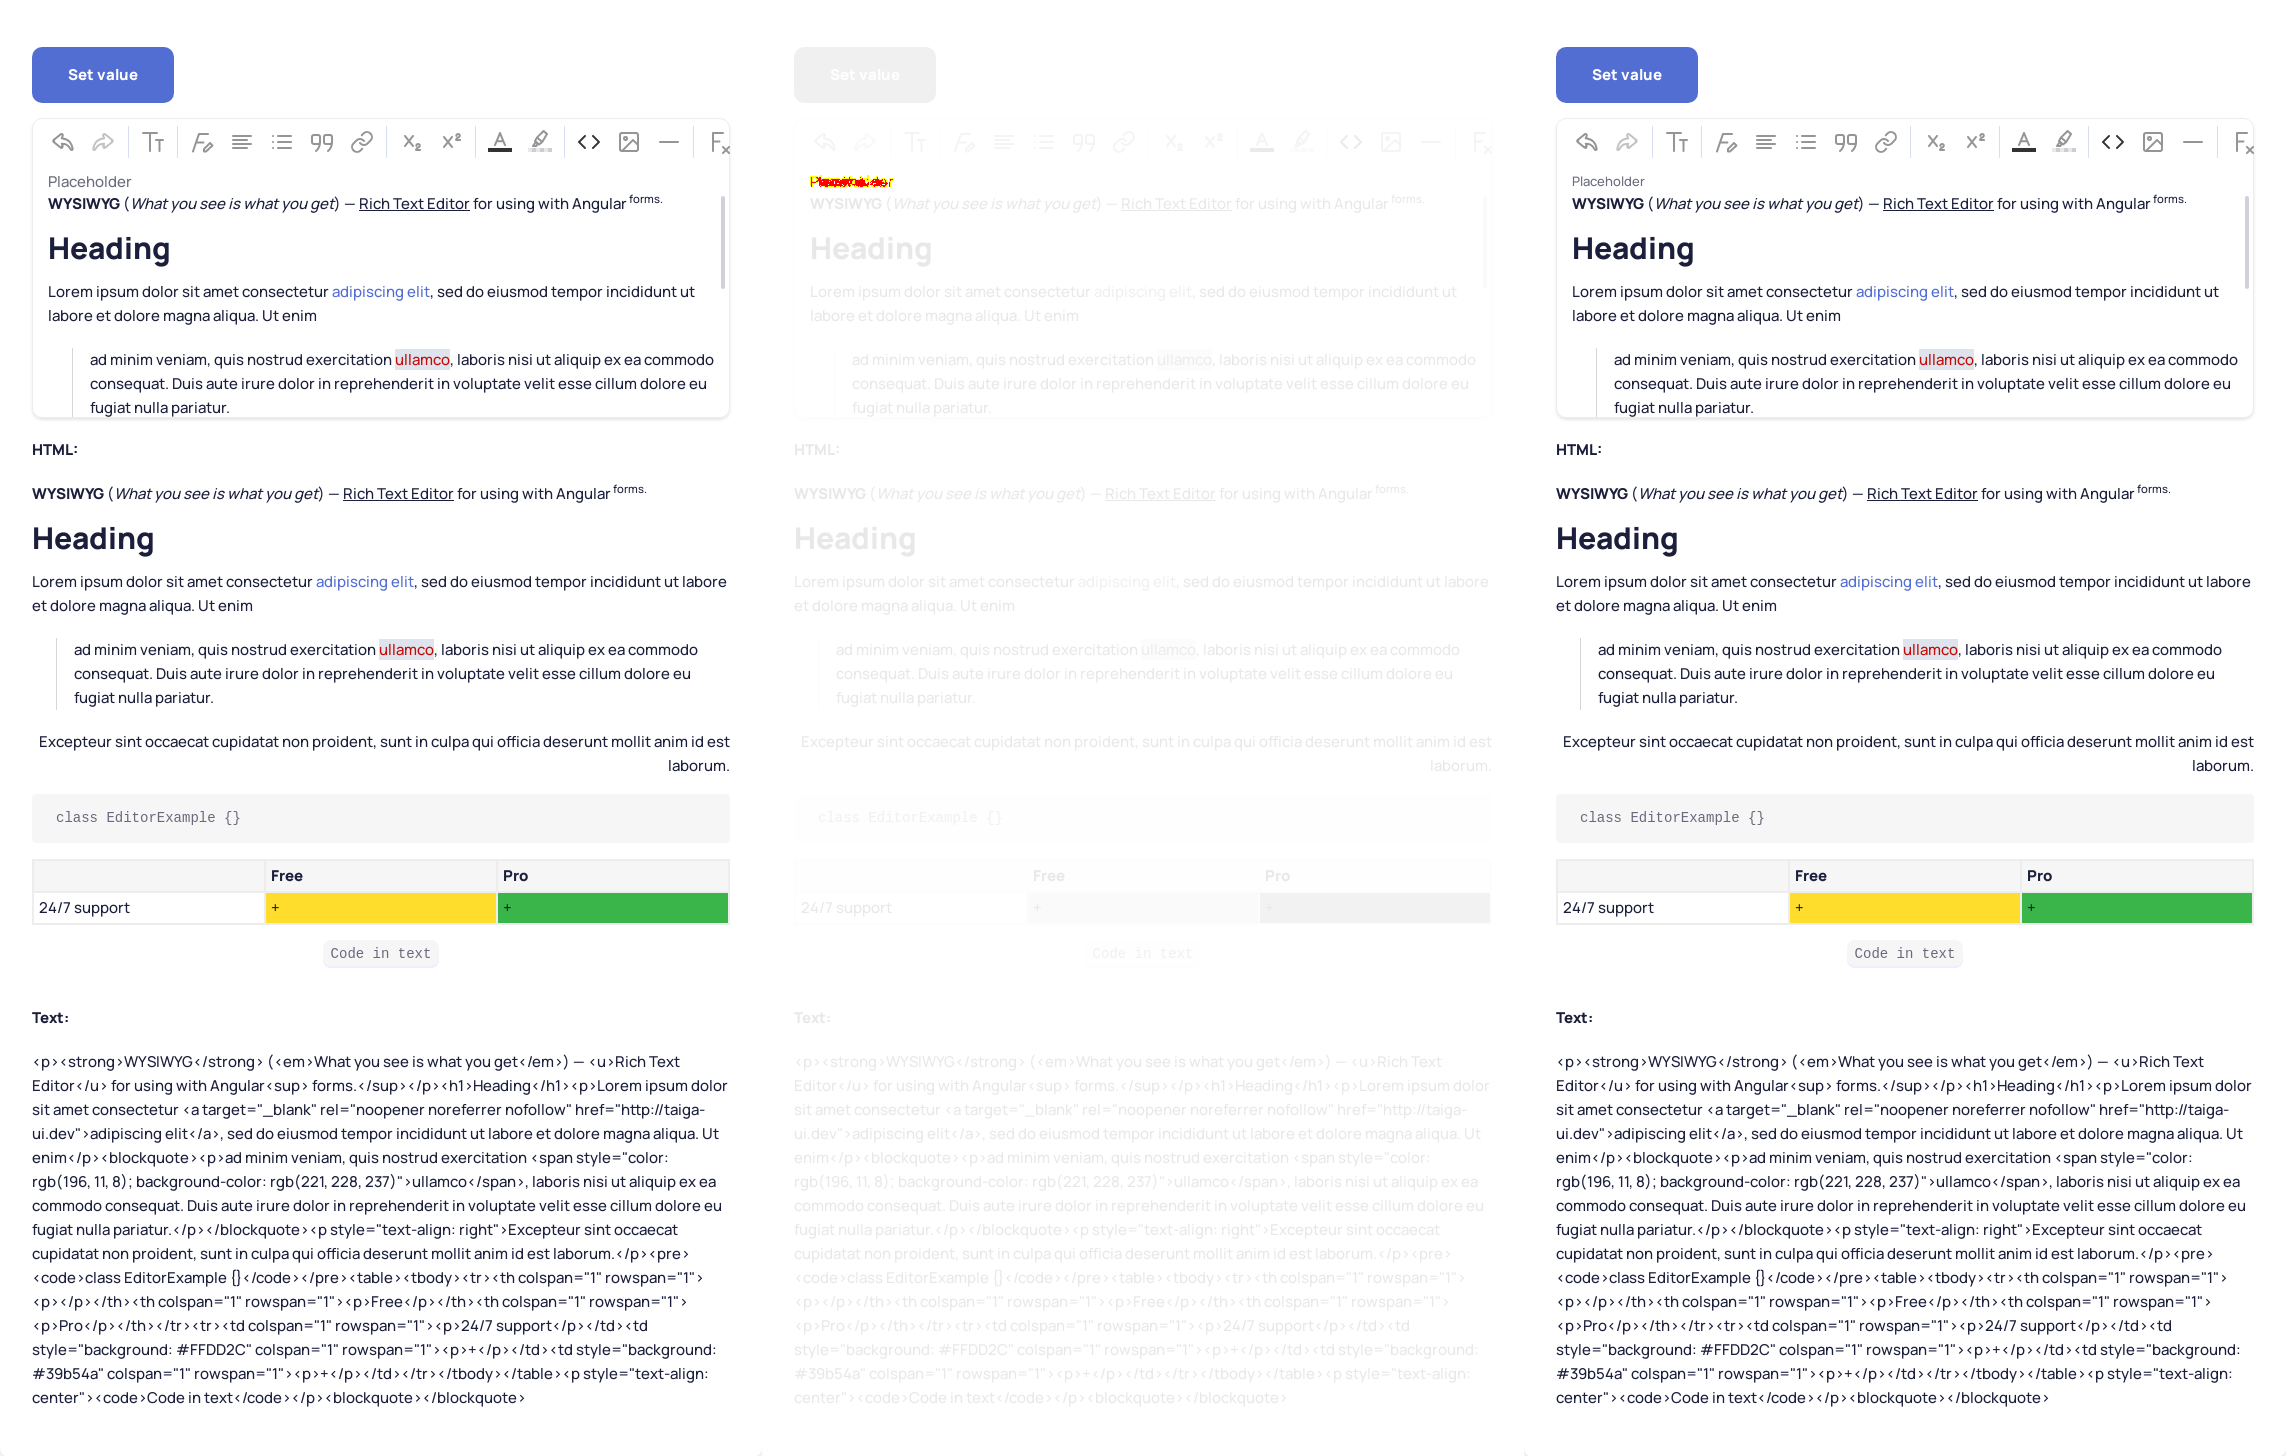 Set value
Placeholder
WYSIWYG (What you see is what you get) — Rich Text Editor for using with Angular forms.
Heading
Lorem ipsum dolor sit amet consectetur adipiscing elit, sed do eiusmod tempor incididunt ut
labore et dolore magna aliqua. Ut enim
ad minim veniam, quis nostrud exercitation ullamco, laboris nisi ut aliquip ex ea commodo
consequat. Duis aute irure dolor in reprehenderit in voluptate velit esse cillum dolore eu
fugiat nulla pariatur.
HTML:
WYSIWYG (What you see is what you get) — Rich Text Editor for using with Angular forms.
Heading
Lorem ipsum dolor sit amet consectetur adipiscing elit, sed do eiusmod tempor incididunt ut labore
et dolore magna aliqua. Ut enim
ad minim veniam, quis nostrud exercitation ullamco, laboris nisi ut aliquip ex ea commodo
consequat. Duis aute irure dolor in reprehenderit in voluptate velit esse cillum dolore eu
fugiat nulla pariatur.
Excepteur sint occaecat cupidatat non proident, sunt in culpa qui officia deserunt mollit anim id est
laborum.
class EditorExample {}
Free Pro
24/7 support + +
Code in text
Text:
<p><strong>WYSIWYG</strong> (<em>What you see is what you get</em>) — <u>Rich Text
Editor</u> for using with Angular<sup> forms.</sup></p><h1>Heading</h1><p>Lorem ipsum dolor
sit amet consectetur <a target="_blank" rel="noopener noreferrer nofollow" href="http://taiga-
ui.dev">adipiscing elit</a>, sed do eiusmod tempor incididunt ut labore et dolore magna aliqua. Ut
enim</p><blockquote><p>ad minim veniam, quis nostrud exercitation <span style="color:
rgb(196, 11, 8); background-color: rgb(221, 228, 237)">ullamco</span>, laboris nisi ut aliquip ex ea
commodo consequat. Duis aute irure dolor in reprehenderit in voluptate velit esse cillum dolore eu
fugiat nulla pariatur.</p></blockquote><p style="text-align: right">Excepteur sint occaecat
cupidatat non proident, sunt in culpa qui officia deserunt mollit anim id est laborum.</p><pre>
<code>class EditorExample {}</code></pre><table><tbody><tr><th colspan="1" rowspan="1">
<p></p></th><th colspan="1" rowspan="1"><p>Free</p></th><th colspan="1" rowspan="1">
<p>Pro</p></th></tr><tr><td colspan="1" rowspan="1"><p>24/7 support</p></td><td
style="background: #FFDD2C" colspan="1" rowspan="1"><p>+</p></td><td style="background:
#39b54a" colspan="1" rowspan="1"><p>+</p></td></tr></tbody></table><p style="text-align:
center"><code>Code in text</code></p><blockquote></blockquote>
Set value
Placeholder
WYSIWYG (What you see is what you get) — Rich Text Editor for using with Angular forms.
Heading
Lorem ipsum dolor sit amet consectetur adipiscing elit, sed do eiusmod tempor incididunt ut
labore et dolore magna aliqua. Ut enim
ad minim veniam, quis nostrud exercitation ullamco, laboris nisi ut aliquip ex ea commodo
consequat. Duis aute irure dolor in reprehenderit in voluptate velit esse cillum dolore eu
fugiat nulla pariatur.
HTML:
WYSIWYG (What you see is what you get) — Rich Text Editor for using with Angular forms.
Heading
Lorem ipsum dolor sit amet consectetur adipiscing elit, sed do eiusmod tempor incididunt ut labore
et dolore magna aliqua. Ut enim
ad minim veniam, quis nostrud exercitation ullamco, laboris nisi ut aliquip ex ea commodo
consequat. Duis aute irure dolor in reprehenderit in voluptate velit esse cillum dolore eu
fugiat nulla pariatur.
Excepteur sint occaecat cupidatat non proident, sunt in culpa qui officia deserunt mollit anim id est
laborum.
class EditorExample {}
Free Pro
24/7 support + +
Code in text
Text:
<p><strong>WYSIWYG</strong> (<em>What you see is what you get</em>) — <u>Rich Text
Editor</u> for using with Angular<sup> forms.</sup></p><h1>Heading</h1><p>Lorem ipsum dolor
sit amet consectetur <a target="_blank" rel="noopener noreferrer nofollow" href="http://taiga-
ui.dev">adipiscing elit</a>, sed do eiusmod tempor incididunt ut labore et dolore magna aliqua. Ut
enim</p><blockquote><p>ad minim veniam, quis nostrud exercitation <span style="color:
rgb(196, 11, 8); background-color: rgb(221, 228, 237)">ullamco</span>, laboris nisi ut aliquip ex ea
commodo consequat. Duis aute irure dolor in reprehenderit in voluptate velit esse cillum dolore eu
fugiat nulla pariatur.</p></blockquote><p style="text-align: right">Excepteur sint occaecat
cupidatat non proident, sunt in culpa qui officia deserunt mollit anim id est laborum.</p><pre>
<code>class EditorExample {}</code></pre><table><tbody><tr><th colspan="1" rowspan="1">
<p></p></th><th colspan="1" rowspan="1"><p>Free</p></th><th colspan="1" rowspan="1">
<p>Pro</p></th></tr><tr><td colspan="1" rowspan="1"><p>24/7 support</p></td><td
style="background: #FFDD2C" colspan="1" rowspan="1"><p>+</p></td><td style="background:
#39b54a" colspan="1" rowspan="1"><p>+</p></td></tr></tbody></table><p style="text-align:
center"><code>Code in text</code></p><blockquote></blockquote>
Set value
Placeholder
WYSIWYG (What you see is what you get) — Rich Text Editor for using with Angular forms.
Heading
Lorem ipsum dolor sit amet consectetur adipiscing elit, sed do eiusmod tempor incididunt ut
labore et dolore magna aliqua. Ut enim
ad minim veniam, quis nostrud exercitation ullamco, laboris nisi ut aliquip ex ea commodo
consequat. Duis aute irure dolor in reprehenderit in voluptate velit esse cillum dolore eu
fugiat nulla pariatur.
HTML:
WYSIWYG (What you see is what you get) — Rich Text Editor for using with Angular forms.
Heading
Lorem ipsum dolor sit amet consectetur adipiscing elit, sed do eiusmod tempor incididunt ut labore
et dolore magna aliqua. Ut enim
ad minim veniam, quis nostrud exercitation ullamco, laboris nisi ut aliquip ex ea commodo
consequat. Duis aute irure dolor in reprehenderit in voluptate velit esse cillum dolore eu
fugiat nulla pariatur.
Excepteur sint occaecat cupidatat non proident, sunt in culpa qui officia deserunt mollit anim id est
laborum.
class EditorExample {}
Free Pro
24/7 support + +
Code in text
Text:
<p><strong>WYSIWYG</strong> (<em>What you see is what you get</em>) — <u>Rich Text
Editor</u> for using with Angular<sup> forms.</sup></p><h1>Heading</h1><p>Lorem ipsum dolor
sit amet consectetur <a target="_blank" rel="noopener noreferrer nofollow" href="http://taiga-
ui.dev">adipiscing elit</a>, sed do eiusmod tempor incididunt ut labore et dolore magna aliqua. Ut
enim</p><blockquote><p>ad minim veniam, quis nostrud exercitation <span style="color:
rgb(196, 11, 8); background-color: rgb(221, 228, 237)">ullamco</span>, laboris nisi ut aliquip ex ea
commodo consequat. Duis aute irure dolor in reprehenderit in voluptate velit esse cillum dolore eu
fugiat nulla pariatur.</p></blockquote><p style="text-align: right">Excepteur sint occaecat
cupidatat non proident, sunt in culpa qui officia deserunt mollit anim id est laborum.</p><pre>
<code>class EditorExample {}</code></pre><table><tbody><tr><th colspan="1" rowspan="1">
<p></p></th><th colspan="1" rowspan="1"><p>Free</p></th><th colspan="1" rowspan="1">
<p>Pro</p></th></tr><tr><td colspan="1" rowspan="1"><p>24/7 support</p></td><td
style="background: #FFDD2C" colspan="1" rowspan="1"><p>+</p></td><td style="background:
#39b54a" colspan="1" rowspan="1"><p>+</p></td></tr></tbody></table><p style="text-align:
center"><code>Code in text</code></p><blockquote></blockquote>